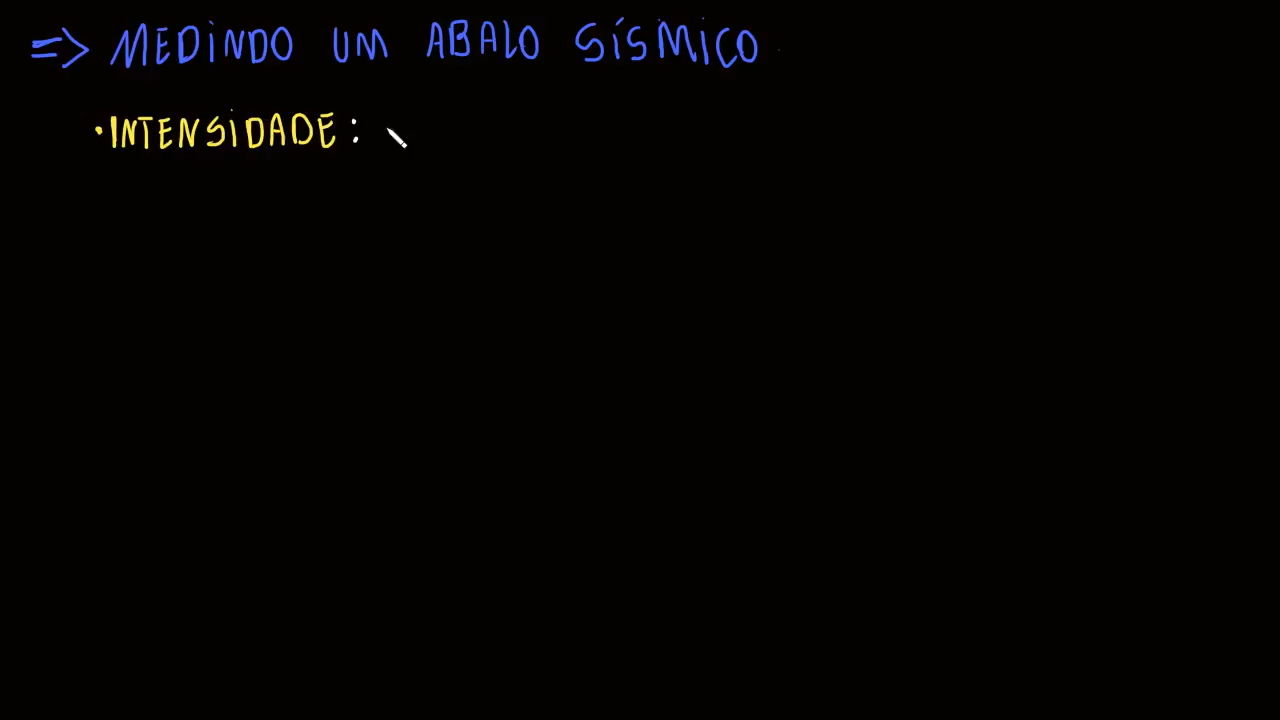 => MEDINDO UM ABALO SÍSMICO
• INTENSIDADE :